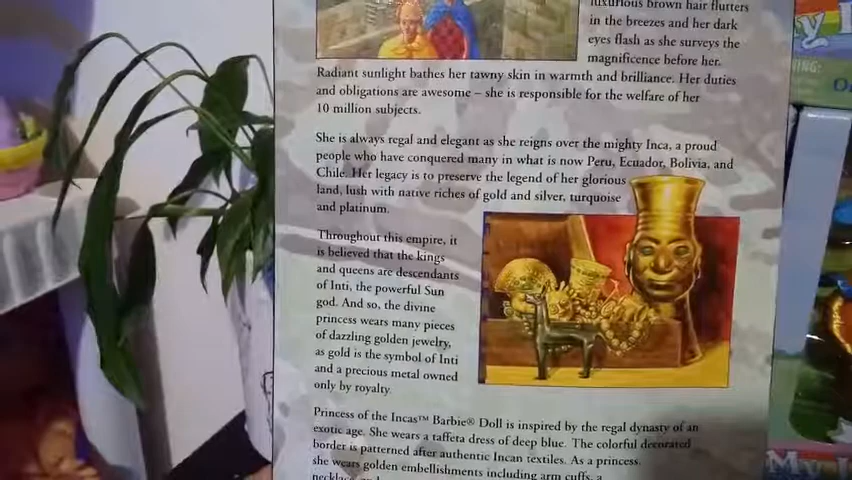 luxurious brown hair flutters
in the breezes and her dark
eyes flash as she surveys the
magnificence before her.
Radiant sunlight bathes her tawny skin in warmth and brilliance. Her duties
and obligations are awesome – she is responsible for the welfare of her
10 million subjects.
She is always regal and elegant as she reigns over the mighty Inca, a proud
people who have conquered many in what is now Peru, Ecuador, Bolivia, and
Chile. Her legacy is to preserve the legend of her glorious
land, lush with native riches of gold and silver, turquoise
and platinum.
Throughout this empire, it
is believed that the kings
and queens are descendants
of Inti, the powerful Sun
god. And so, the divine
princess wears many pieces
of dazzling golden jewelry,
as gold is the symbol of Inti
and a precious metal owned
only by royalty.
Princess of the Incas™ Barbie® Doll is inspired by the regal dynasty of an
exotic age. She wears a taffeta dress of deep blue. The colorful decorated
border is patterned after authentic Incan textiles. As a princess,
she wears golden embellishments including arm cuffs, a
My